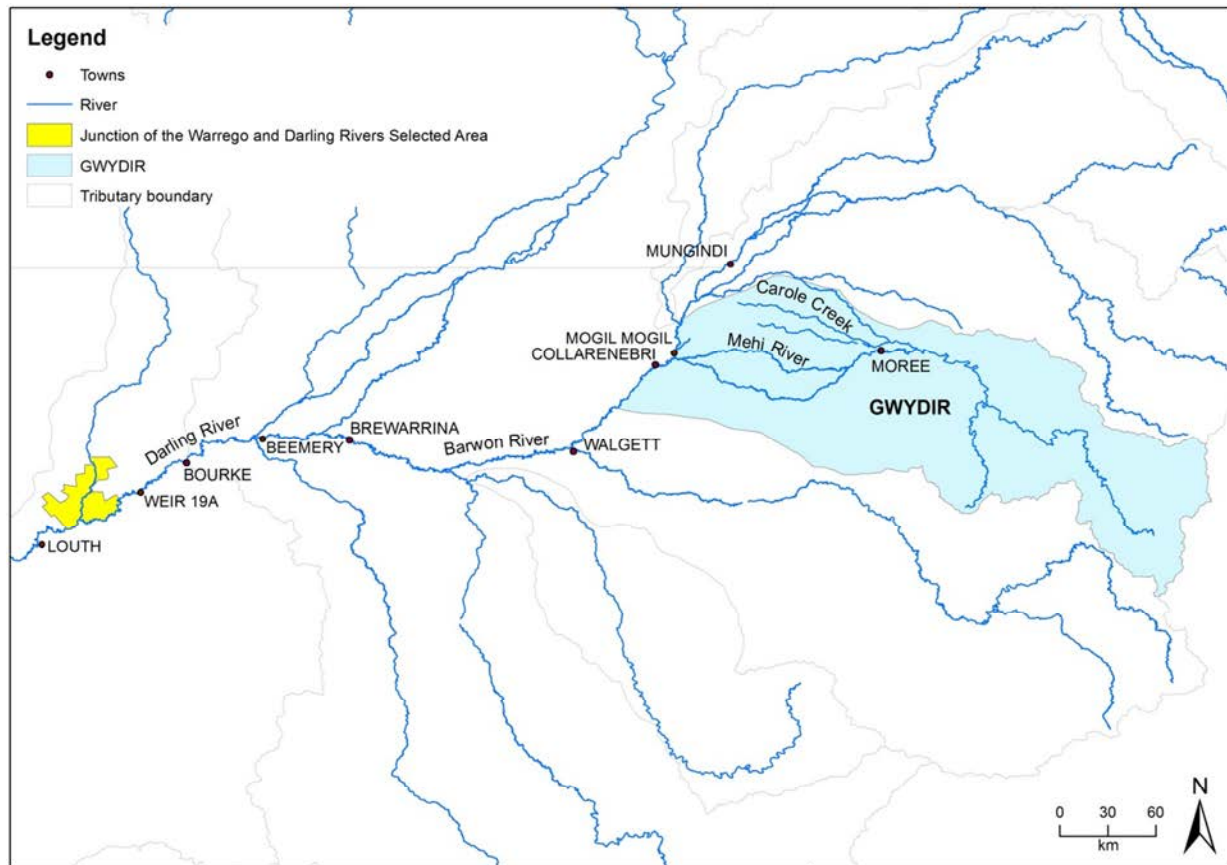 Legend
Towns
River
Junction of the Warrego and Darling Rivers Selected Area
GWYDIR
Tributary boundary
MUNGINDI
Carole Creek
MOGIL MOGIL
COLLARENEBRI
Mehi River
MOREE
GWYDIR
Darling River
BREWARRINA
BEEMERY
Barwon River
WALGETT
BOURKE
WEIR 19A
LOUTH
N
0 30 60
km